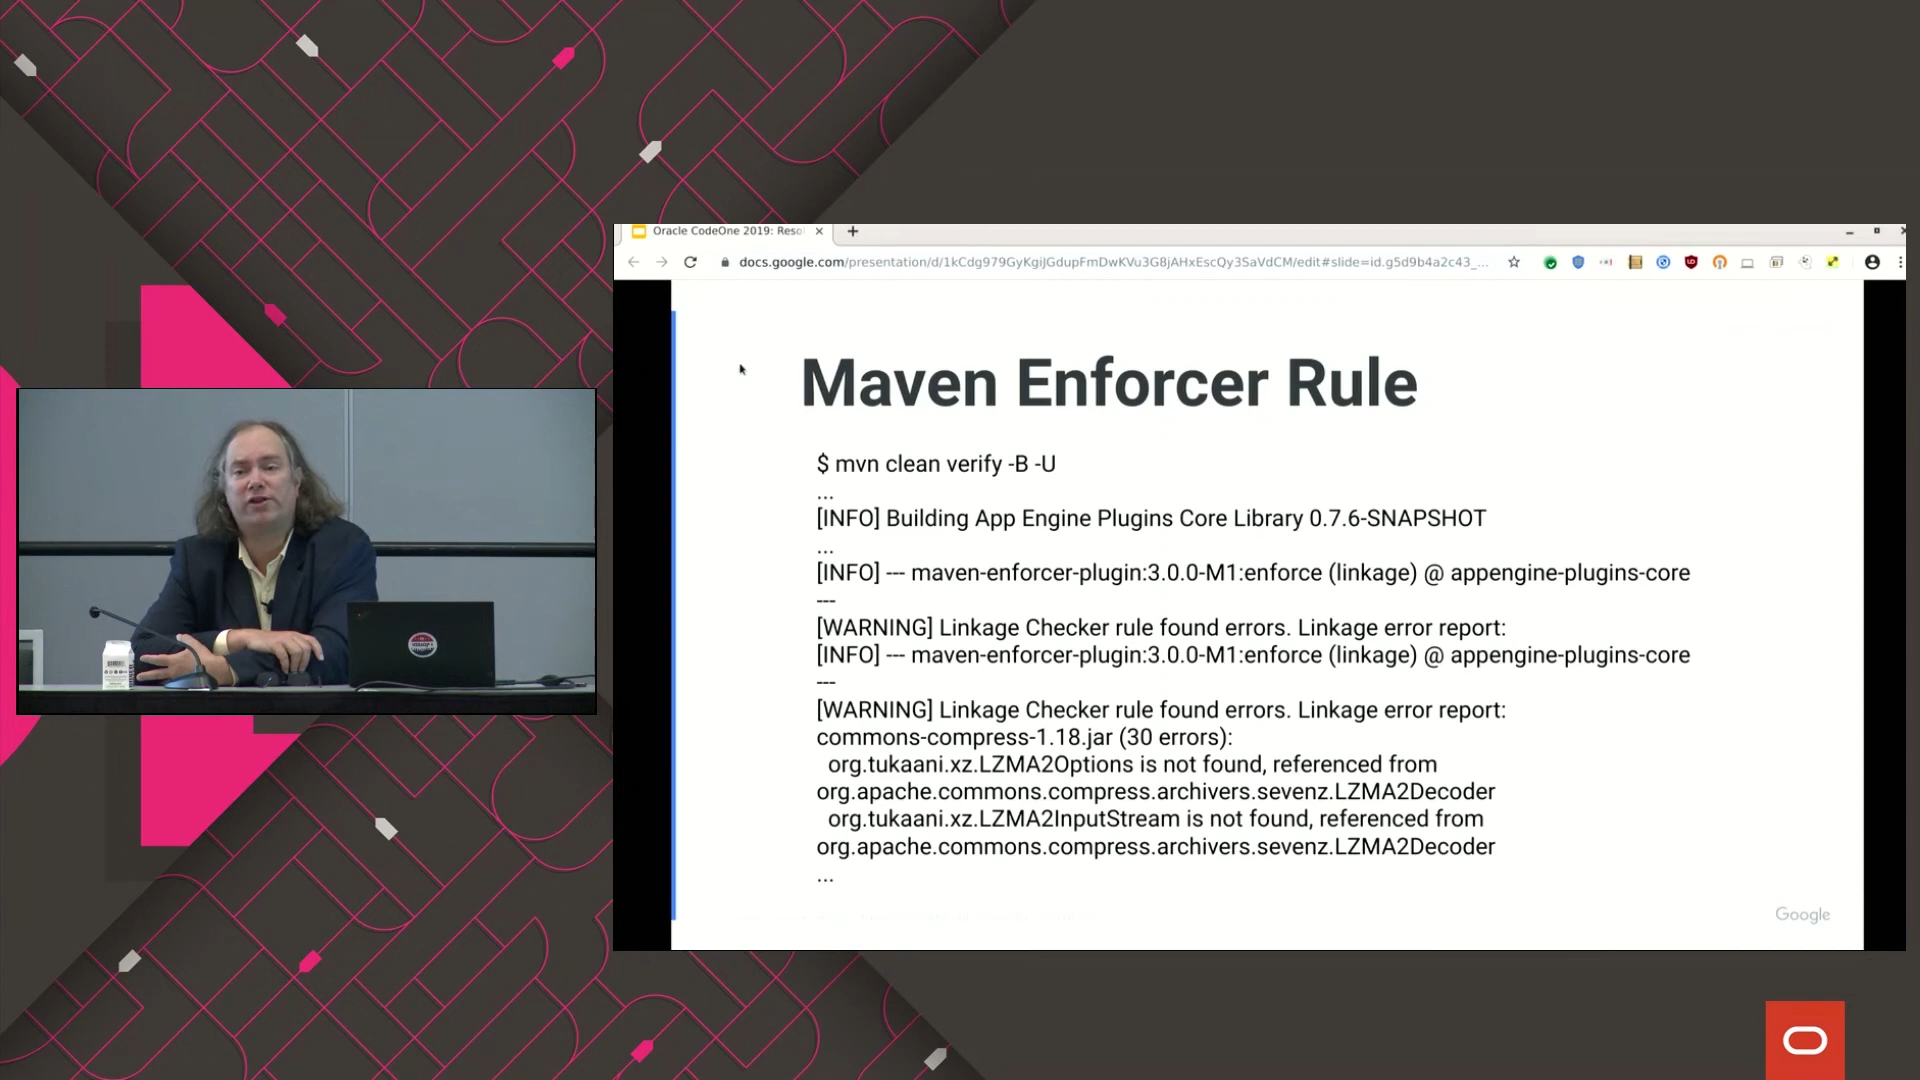 Oracle CodeOne 2019: Reso
docs.google.com/presentation/d/1kCdg979GyKgiJGdupFmDwKVu3G8jAHxEscQy3SaVdCM/edit#slide=id.g5d9b4a2c43_...
Maven Enforcer Rule
$ mvn clean verify -B -U
...
[INFO] Building App Engine Plugins Core Library 0.7.6-SNAPSHOT
...
[INFO] --- maven-enforcer-plugin:3.0.0-M1:enforce (linkage) @ appengine-plugins-core
---
[WARNING] Linkage Checker rule found errors. Linkage error report:
[INFO] --- maven-enforcer-plugin:3.0.0-M1:enforce (linkage) @ appengine-plugins-core
---
[WARNING] Linkage Checker rule found errors. Linkage error report:
commons-compress-1.18.jar (30 errors):
org.tukaani.xz.LZMA2Options is not found, referenced from
org.apache.commons.compress.archivers.sevenz.LZMA2Decoder
org.tukaani.xz.LZMA2InputStream is not found, referenced from
org.apache.commons.compress.archivers.sevenz.LZMA2Decoder
...
Google